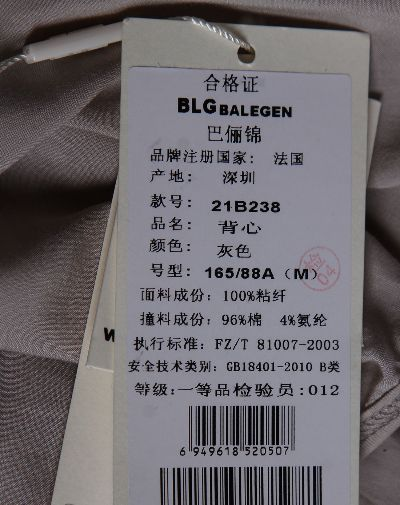 合格证
BLG BALEGEN
巴俪锦
品牌注册国家： 法国
产地： 深圳
款号：21B238
品名：背心
颜色：灰色
号型：165/88A（M）
检
04
面料成份：100%粘纤
撞料成份：96%棉 4%氨纶
执行标准：FZ/T 81007-2003
安全技术类别：GB18401-2010 B类
等级：一等品检验员：012
6 949618 520507
W